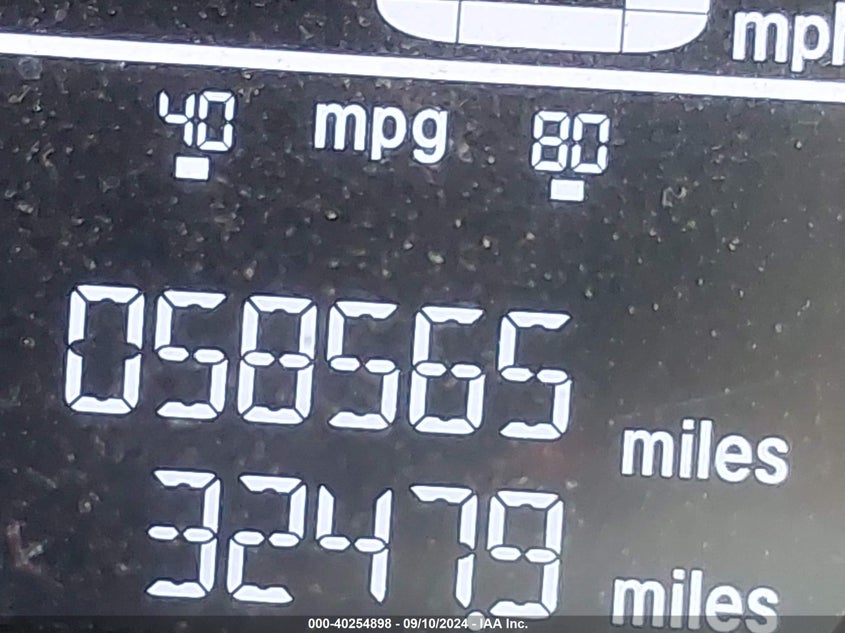 mph
40 mpg 80
058565 miles
3247.9 miles
000-40254898 - 09/10/2024 - IAA Inc.